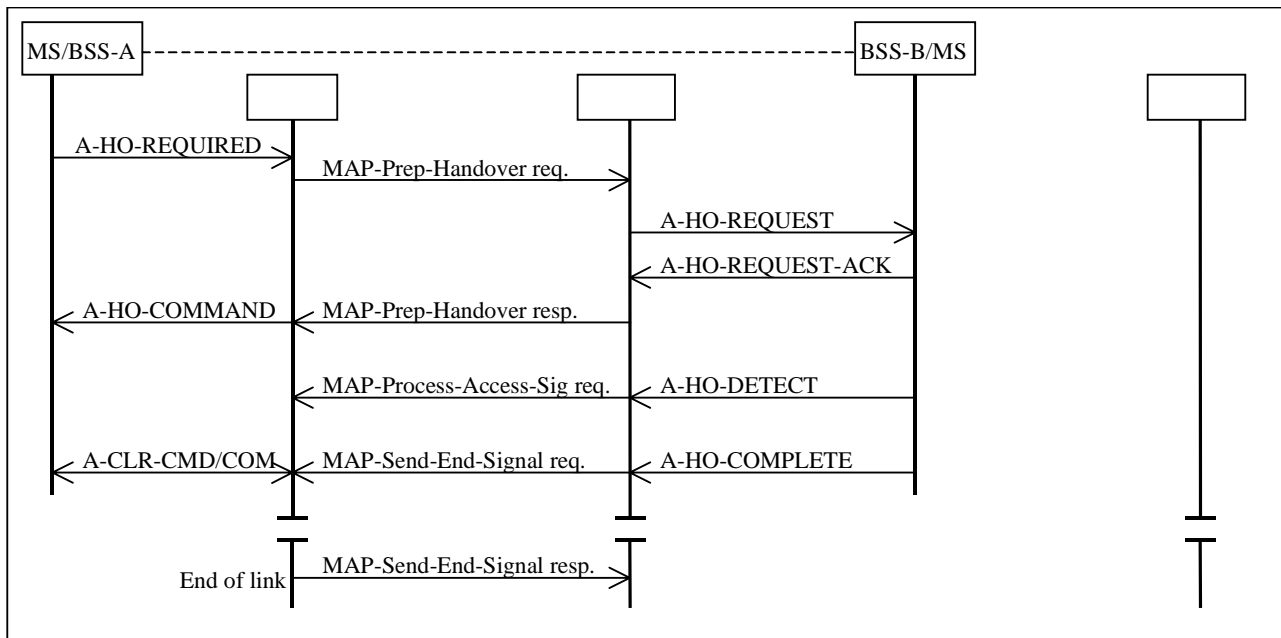 MS/BSS-A
BSS-B/MS
A-HO-REQUIRED
MAP-Prep-Handover req.
A-HO-REQUEST
A-HO-REQUEST-ACK
A-HO-COMMAND
MAP-Prep-Handover resp.
MAP-Process-Access-Sig req.
A-HO-DETECT
A-CLR-CMD/COM
MAP-Send-End-Signal req.
A-HO-COMPLETE
End of link
MAP-Send-End-Signal resp.